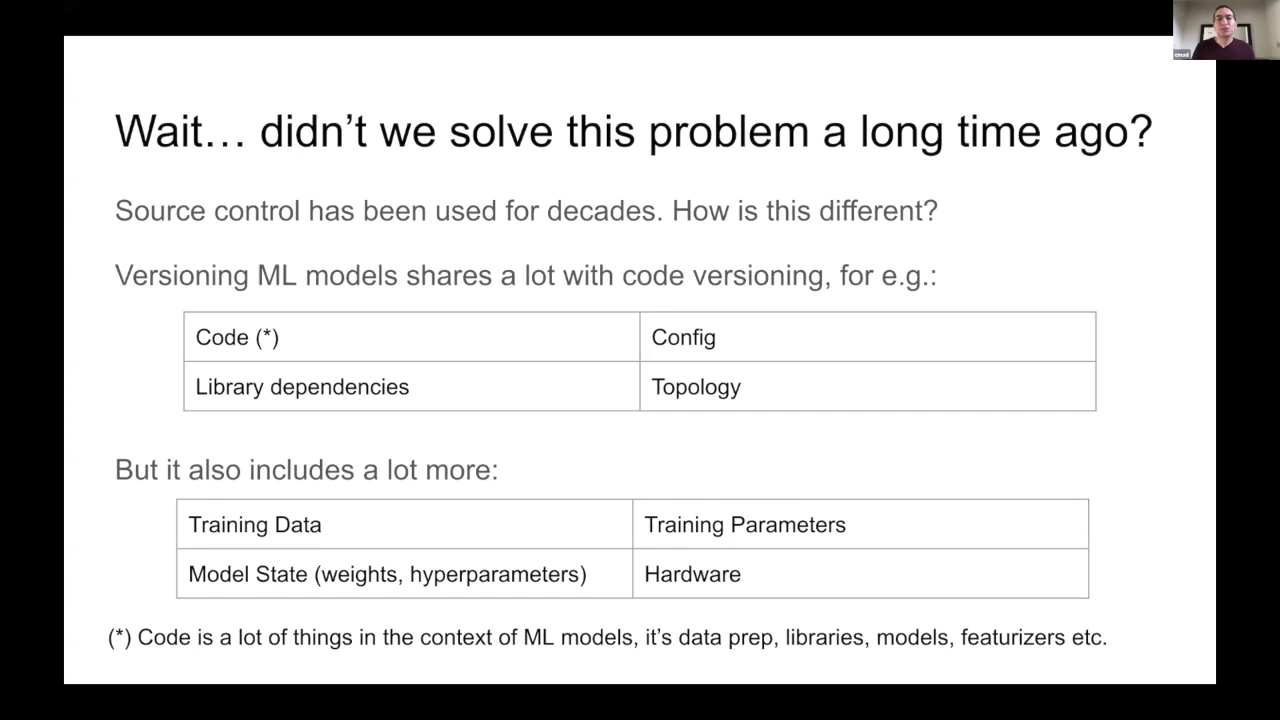 Wait… didn’t we solve this problem a long time ago?
Source control has been used for decades. How is this different?
Versioning ML models shares a lot with code versioning, for e.g.:
Code (*) Config
Library dependencies Topology
But it also includes a lot more:
Training Data Training Parameters
Model State (weights, hyperparameters) Hardware
(*) Code is a lot of things in the context of ML models, it’s data prep, libraries, models, featurizers etc.